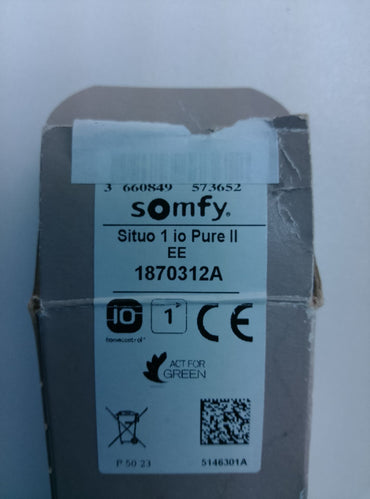 3 660849 573652
somfy®
Situo 1 io Pure II
EE
1870312A
io 1 CE
homecontrol®
ACT FOR
GREEN
P 50 23 5146301A